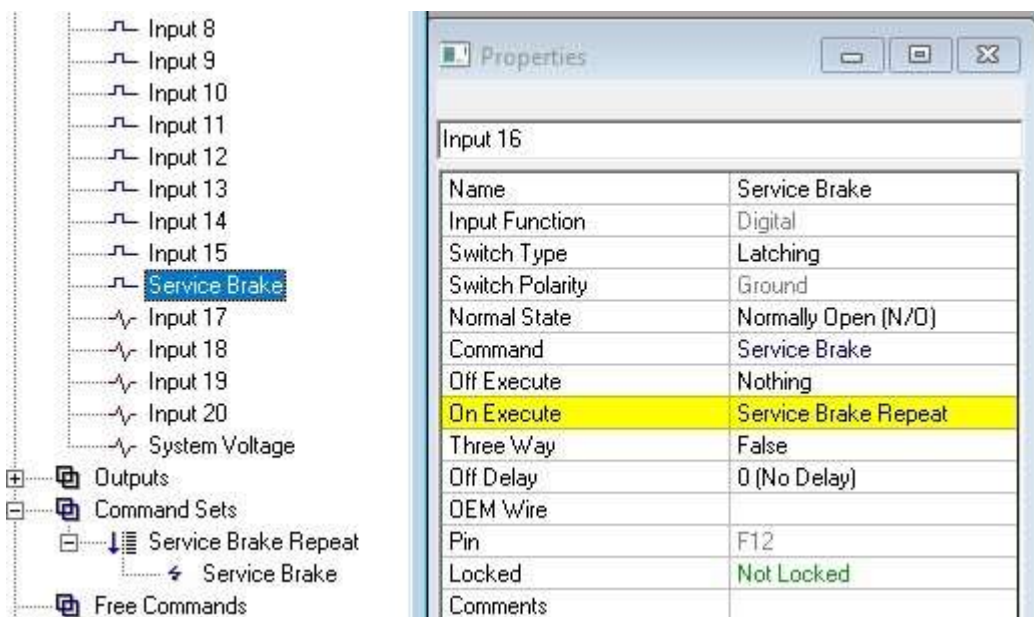 Input 8
Input 9
Input 10
Input 11
Input 12
Input 13
Input 14
Input 15
Service Brake
Input 17
Input 18
Input 19
Input 20
System Voltage
Outputs
Command Sets
Service Brake Repeat
Service Brake
Free Commands
Properties
Input 16
Name Service Brake
Input Function Digital
Switch Type Latching
Switch Polarity Ground
Normal State Normally Open (N/O)
Command Service Brake
Off Execute Nothing
On Execute Service Brake Repeat
Three Way False
Off Delay 0 (No Delay)
OEM Wire
Pin F12
Locked Not Locked
Comments